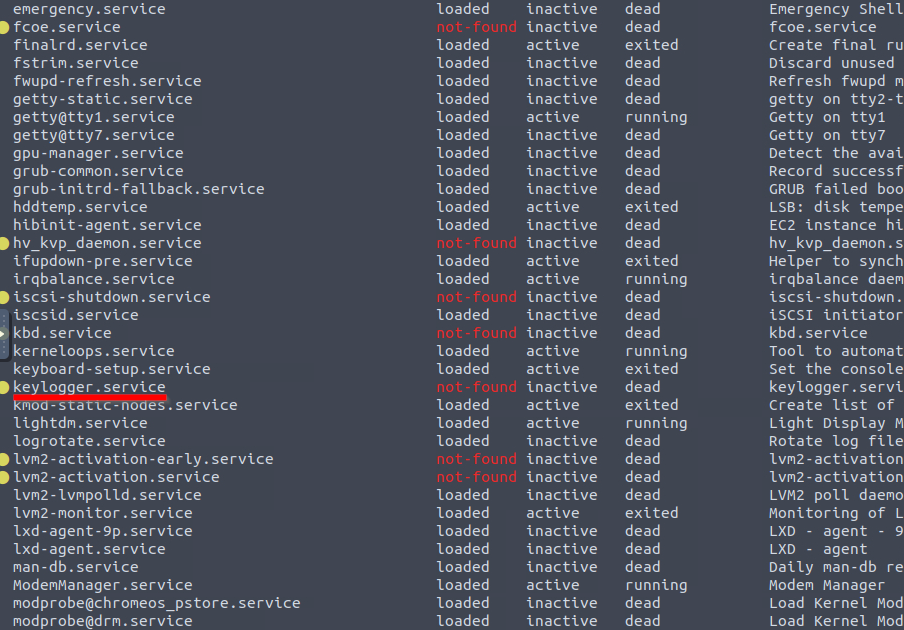 emergency.service loaded inactive dead Emergency Shell
fcoe.service not-found inactive dead fcoe.service
finalrd.service loaded active exited Create final ru
fstrim.service loaded inactive dead Discard unused
fwupd-refresh.service loaded inactive dead Refresh fwupd m
getty-static.service loaded inactive dead getty on tty2-t
getty@tty1.service loaded active running Getty on tty1
getty@tty7.service loaded inactive dead Getty on tty7
gpu-manager.service loaded inactive dead Detect the avai
grub-common.service loaded inactive dead Record successf
grub-initrd-fallback.service loaded inactive dead GRUB failed boo
hddtemp.service loaded active exited LSB: disk tempe
hibinit-agent.service loaded inactive dead EC2 instance hi
hv_kvp_daemon.service not-found inactive dead hv_kvp_daemon.s
ifupdown-pre.service loaded active exited Helper to synch
irqbalance.service loaded active running irqbalance daem
iscsi-shutdown.service not-found inactive dead iscsi-shutdown.
iscsid.service loaded inactive dead iSCSI initiator
kbd.service not-found inactive dead kbd.service
kerneloops.service loaded active running Tool to automat
keyboard-setup.service loaded active exited Set the console
keylogger.service not-found inactive dead keylogger.servi
kmod-static-nodes.service loaded active exited Create list of
lightdm.service loaded active running Light Display M
logrotate.service loaded inactive dead Rotate log file
lvm2-activation-early.service not-found inactive dead lvm2-activation
lvm2-activation.service not-found inactive dead lvm2-activation
lvm2-lvmpolld.service loaded inactive dead LVM2 poll daemo
lvm2-monitor.service loaded active exited Monitoring of L
lxd-agent-9p.service loaded inactive dead LXD - agent - 9
lxd-agent.service loaded inactive dead LXD - agent
man-db.service loaded inactive dead Daily man-db re
ModemManager.service loaded active running Modem Manager
modprobe@chromeos_pstore.service loaded inactive dead Load Kernel Mod
modprobe@drm.service loaded inactive dead Load Kernel Mod